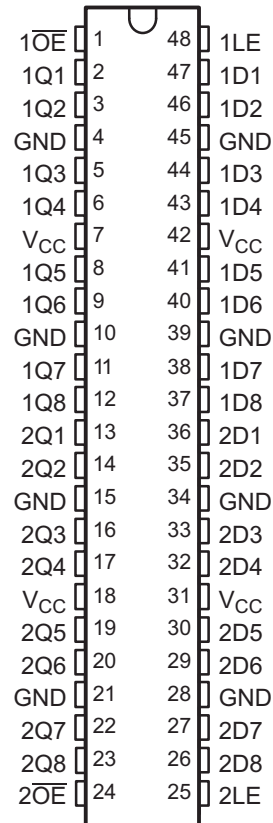 1O̅E̅ 1 48 1LE
1Q1 2 47 1D1
1Q2 3 46 1D2
GND 4 45 GND
1Q3 5 44 1D3
1Q4 6 43 1D4
VCC 7 42 VCC
1Q5 8 41 1D5
1Q6 9 40 1D6
GND 10 39 GND
1Q7 11 38 1D7
1Q8 12 37 1D8
2Q1 13 36 2D1
2Q2 14 35 2D2
GND 15 34 GND
2Q3 16 33 2D3
2Q4 17 32 2D4
VCC 18 31 VCC
2Q5 19 30 2D5
2Q6 20 29 2D6
GND 21 28 GND
2Q7 22 27 2D7
2Q8 23 26 2D8
2O̅E̅ 24 25 2LE